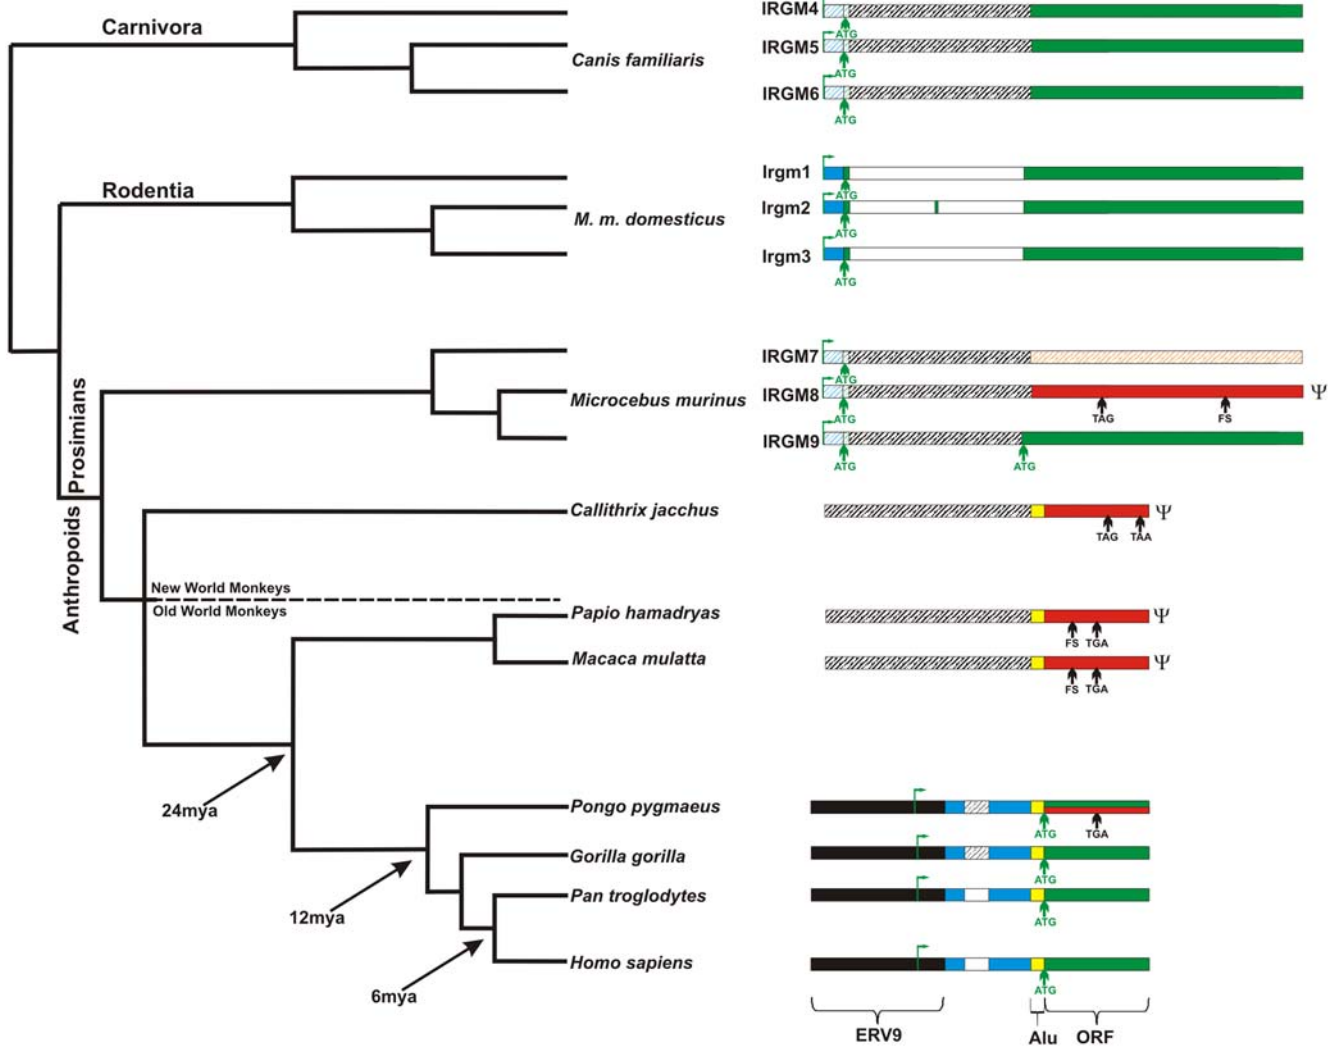 Carnivora
Canis familiaris
IRGM4
ATG
IRGM5
ATG
IRGM6
ATG
Rodentia
M. m. domesticus
Irgm1
ATG
Irgm2
ATG
Irgm3
ATG
Prosimians
Anthropoids
Microcebus murinus
IRGM7
ATG
IRGM8 Ψ
ATG TAG FS
IRGM9
ATG ATG
Callithrix jacchus Ψ
TAG TAA
New World Monkeys
Old World Monkeys
Papio hamadryas Ψ
FS TGA
Macaca mulatta Ψ
FS TGA
24mya
Pongo pygmaeus
ATG TGA
Gorilla gorilla
ATG
12mya
Pan troglodytes
ATG
Homo sapiens
ATG
6mya
ERV9 Alu ORF